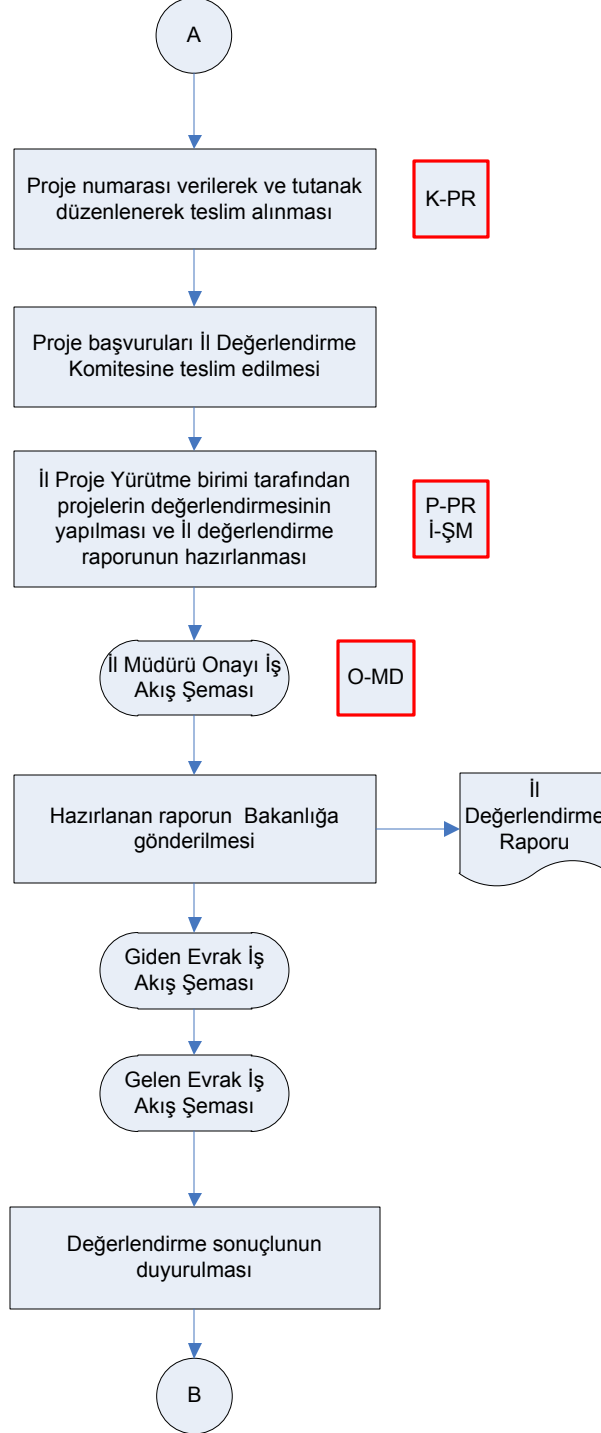 A
Proje numarası verilerek ve tutanak
düzenlenerek teslim alınması
K-PR
Proje başvuruları İl Değerlendirme
Komitesine teslim edilmesi
İl Proje Yürütme birimi tarafından
projelerin değerlendirmesinin
yapılması ve İl değerlendirme
raporunun hazırlanması
P-PR
İ-ŞM
İl Müdürü Onayı İş
Akış Şeması
O-MD
Hazırlanan raporun  Bakanlığa
gönderilmesi
İl
Değerlendirme
Raporu
Giden Evrak İş
Akış Şeması
Gelen Evrak İş
Akış Şeması
Değerlendirme sonuçlunun
duyurulması
B